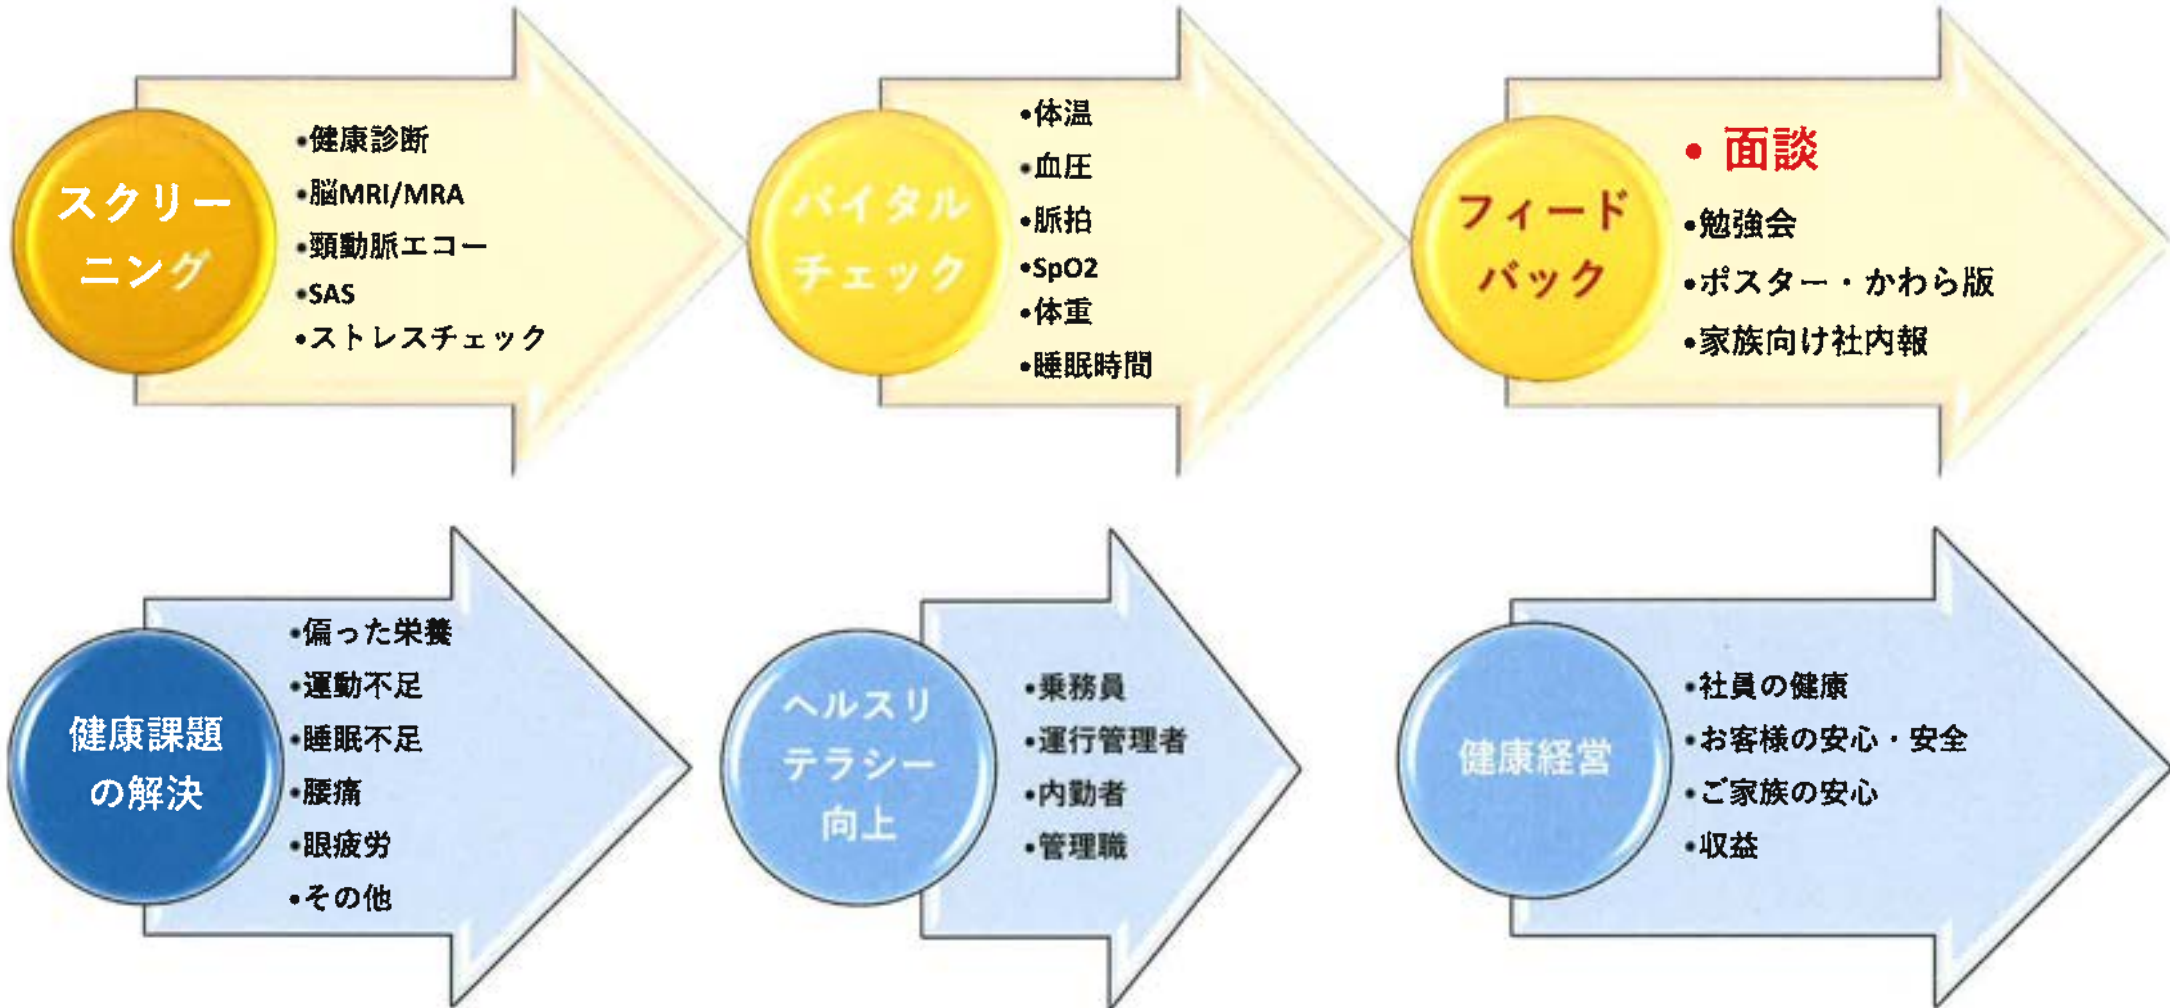 スクリー
ニング
•健康診断
•脳MRI/MRA
•頸動脈エコー
•SAS
•ストレスチェック
バイタル
チェック
•体温
•血圧
•脈拍
•SpO2
•体重
•睡眠時間
フィード
バック
• 面談
•勉強会
•ポスター・かわら版
•家族向け社内報
健康課題
の解決
•偏った栄養
•運動不足
•睡眠不足
•腰痛
•眼疲労
•その他
ヘルスリ
テラシー
向上
•乗務員
•運行管理者
•内勤者
•管理職
健康経営
•社員の健康
•お客様の安心・安全
•ご家族の安心
•収益